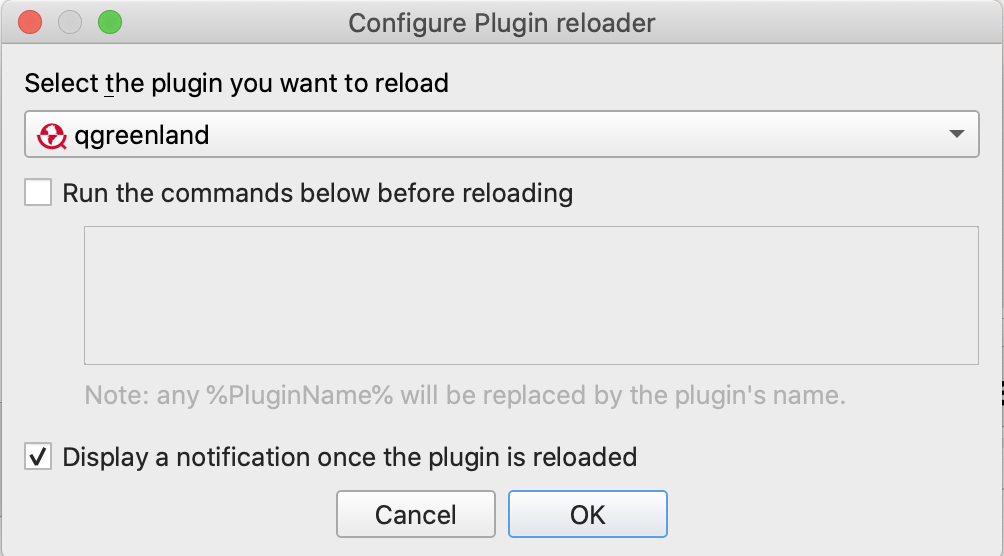 Configure Plugin reloader
Select the plugin you want to reload
qgreenland
Run the commands below before reloading
Note: any %PluginName% will be replaced by the plugin's name.
Display a notification once the plugin is reloaded
Cancel OK